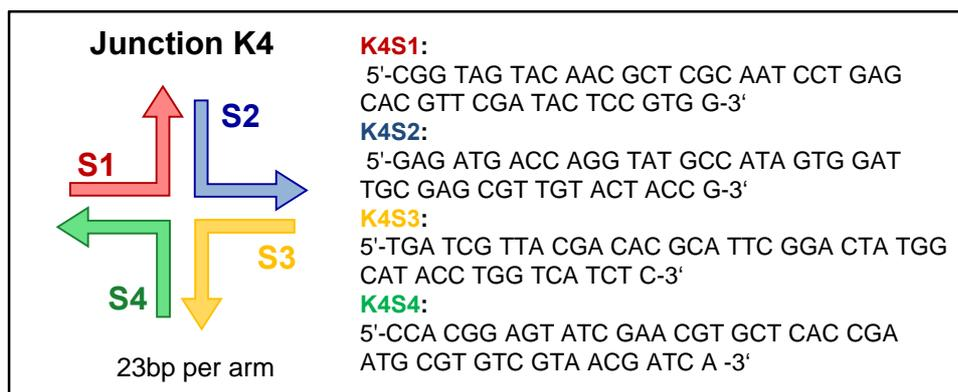 Junction K4
S1
S2
S3
S4
23bp per arm
K4S1:
5'-CGG TAG TAC AAC GCT CGC AAT CCT GAG
CAC GTT CGA TAC TCC GTG G-3‘
K4S2:
5'-GAG ATG ACC AGG TAT GCC ATA GTG GAT
TGC GAG CGT TGT ACT ACC G-3‘
K4S3:
5'-TGA TCG TTA CGA CAC GCA TTC GGA CTA TGG
CAT ACC TGG TCA TCT C-3‘
K4S4:
5'-CCA CGG AGT ATC GAA CGT GCT CAC CGA
ATG CGT GTC GTA ACG ATC A -3‘